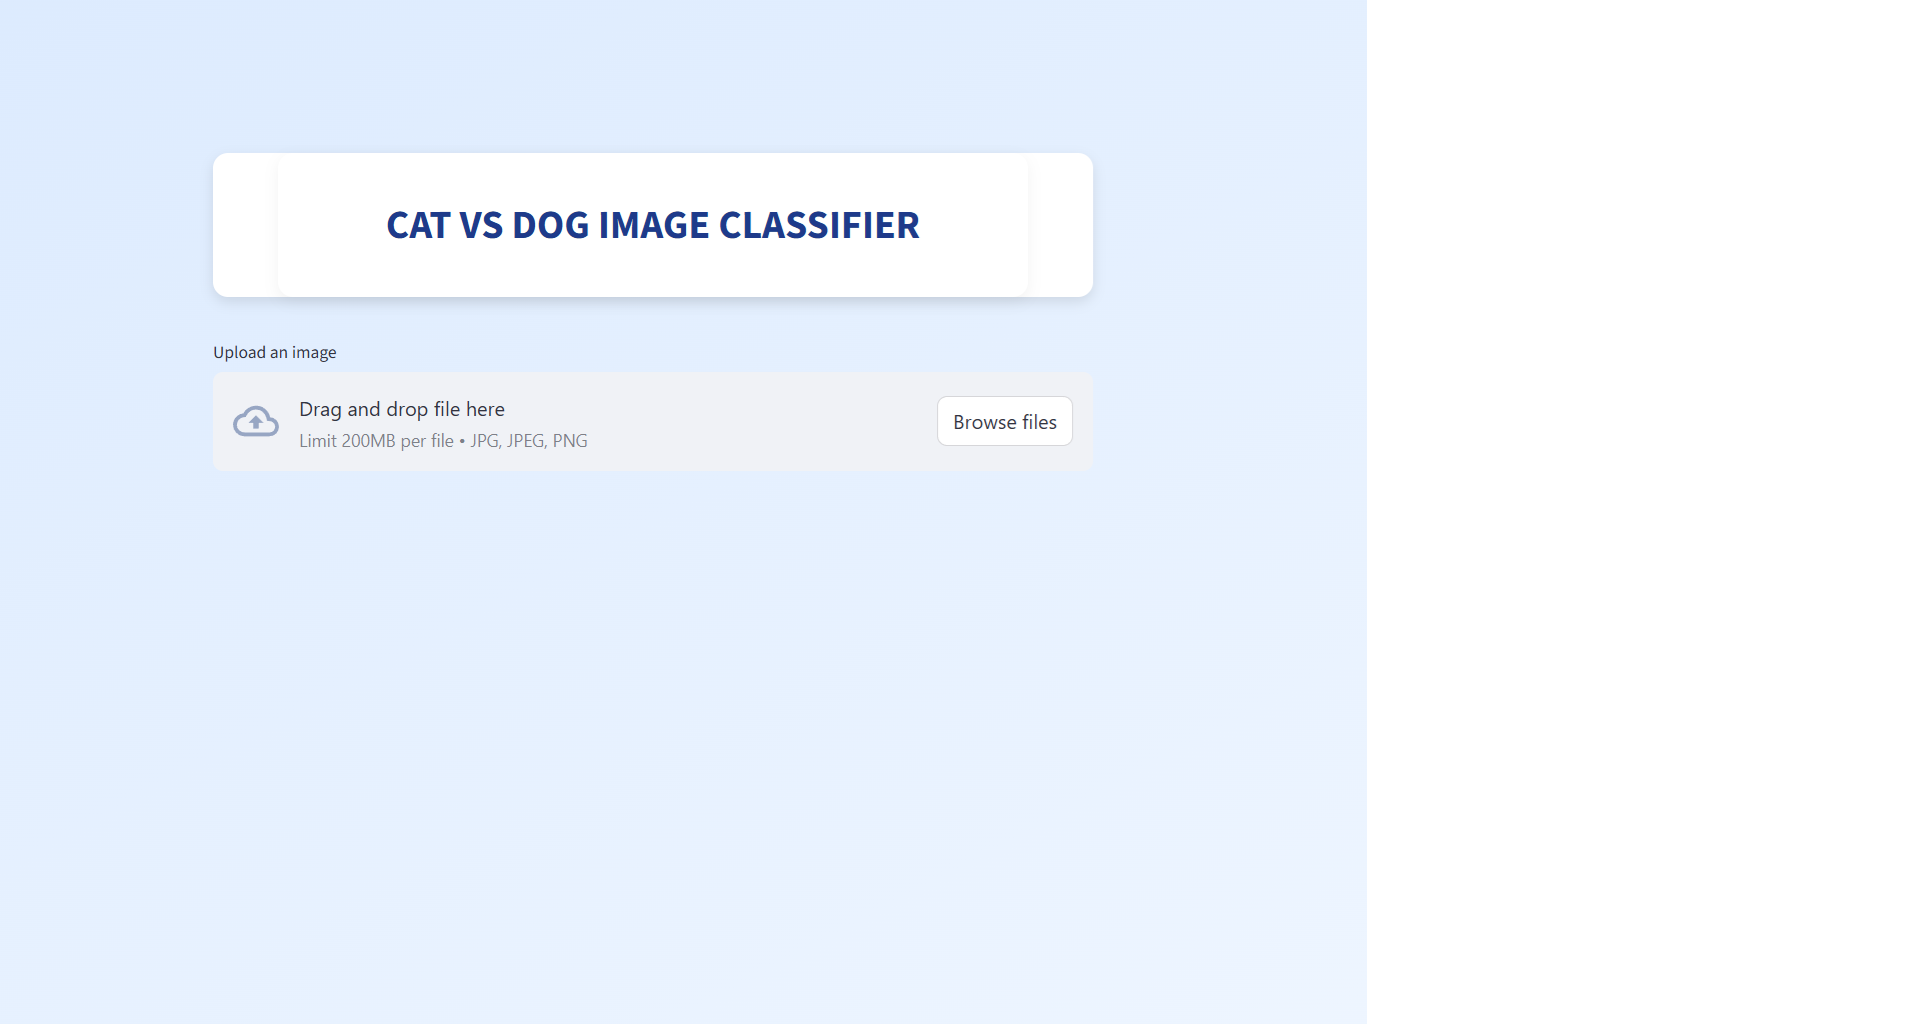 CAT VS DOG IMAGE CLASSIFIER
Upload an image
Drag and drop file here
Limit 200MB per file • JPG, JPEG, PNG
Browse files